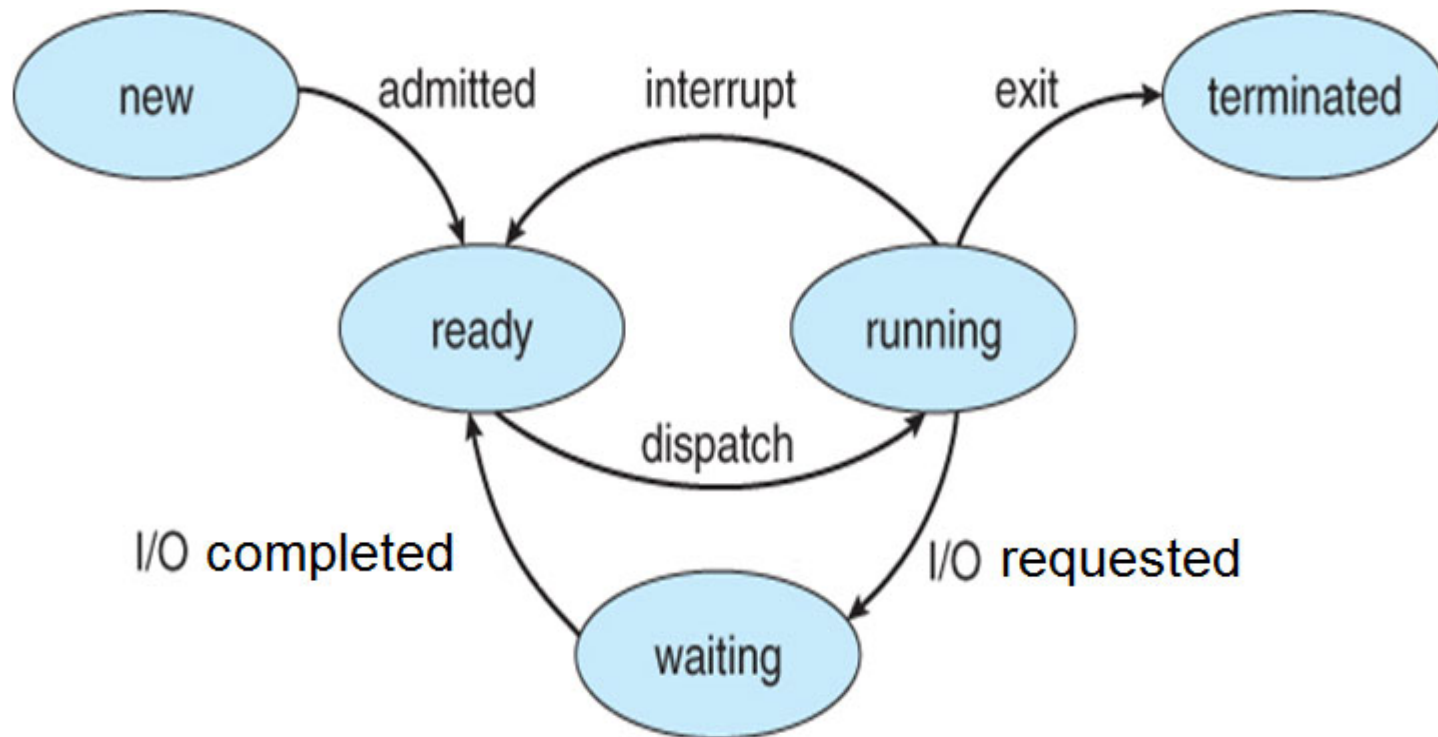 new
admitted
interrupt
exit
terminated
ready
running
dispatch
I/O completed
I/O requested
waiting